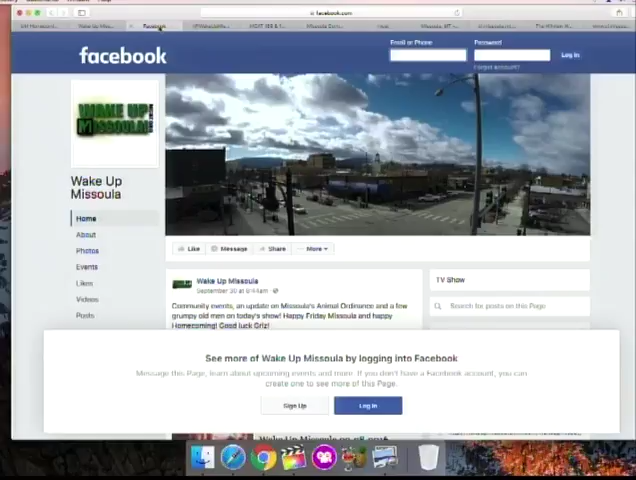 facebook.com
Facebook
facebook
Email or Phone
Password
Log In
Forgot account?
WAKE UP
MISSOULA!
Wake Up
Missoula
Home
About
Photos
Events
Likes
Videos
Posts
Like
Message
Share
More
Wake Up Missoula
September 30 at 8:44am
Community events, an update on Missoula's Animal Ordinance and a few
grumpy old men on today's show! Happy Friday Missoula and happy
Homecoming! Good luck Griz!
TV Show
Search for posts on this Page
See more of Wake Up Missoula by logging into Facebook
Message this Page, learn about upcoming events and more. If you don't have a Facebook account, you can
create one to see more of this Page.
Sign Up
Log In